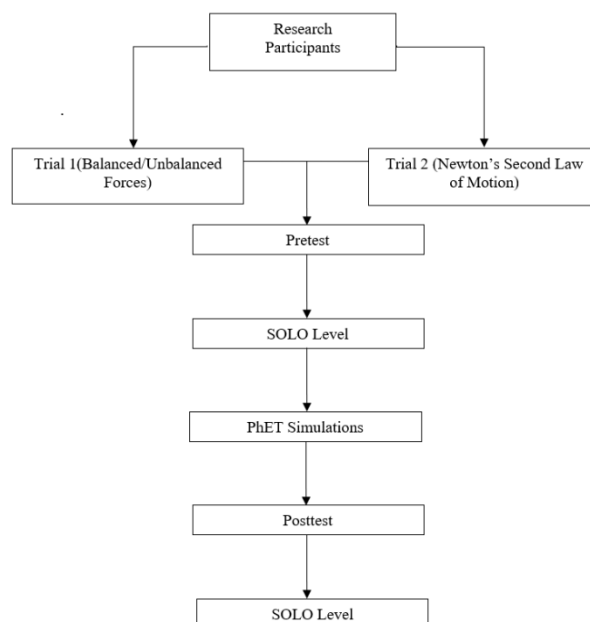 Research
Participants
Trial 1(Balanced/Unbalanced
Forces)
Trial 2 (Newton’s Second Law
of Motion)
Pretest
SOLO Level
PhET Simulations
Posttest
SOLO Level